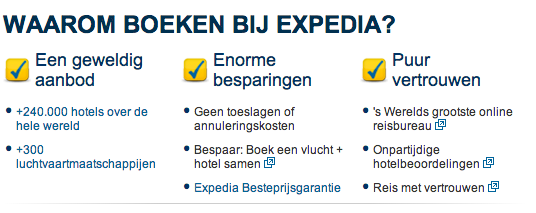 WAAROM BOEKEN BIJ EXPEDIA?
Een geweldig
aanbod
+240.000 hotels over de
hele wereld
+300
luchtvaartmaatschappijen
Enorme
besparingen
Geen toeslagen of
annuleringskosten
Bespaar: Boek een vlucht +
hotel samen
Expedia Besteprijsgarantie
Puur
vertrouwen
's Werelds grootste online
reisbureau
Onpartijdige
hotelbeoordelingen
Reis met vertrouwen